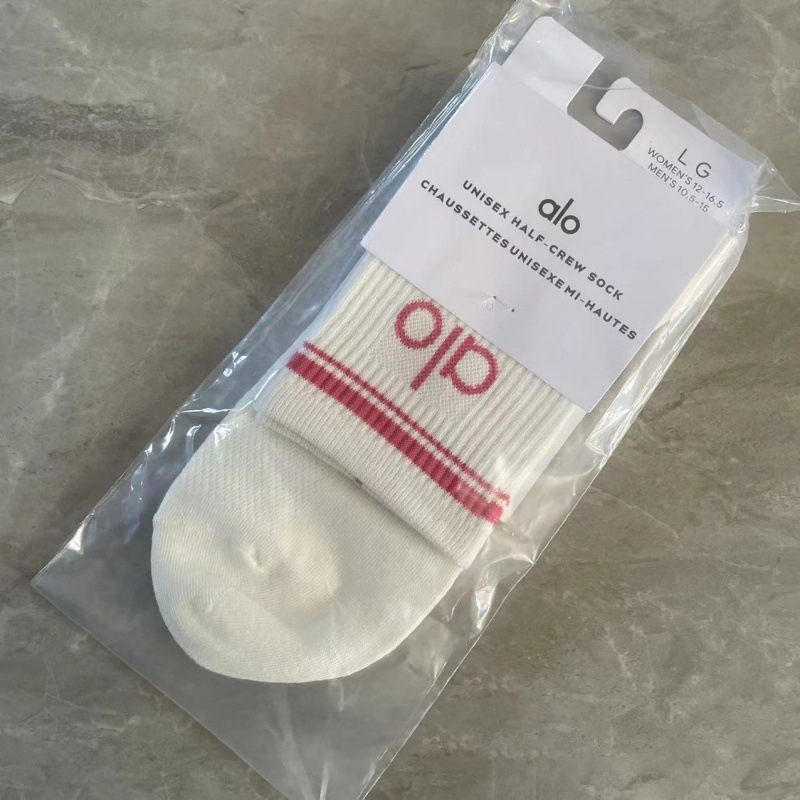 L G
WOMEN'S 12-16.5
MEN'S 10.5-15
alo
UNISEX HALF-CREW SOCK
CHAUSSETTES UNISEXE MI-HAUTES
alo